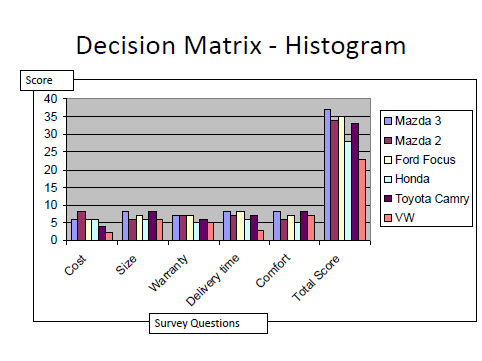 Decision Matrix - Histogram
Score
40
35
30
25
20
15
10
5
0
Cost
Size
Warranty
Delivery time
Comfort
Total Score
Mazda 3
Mazda 2
Ford Focus
Honda
Toyota Camry
VW
Survey Questions